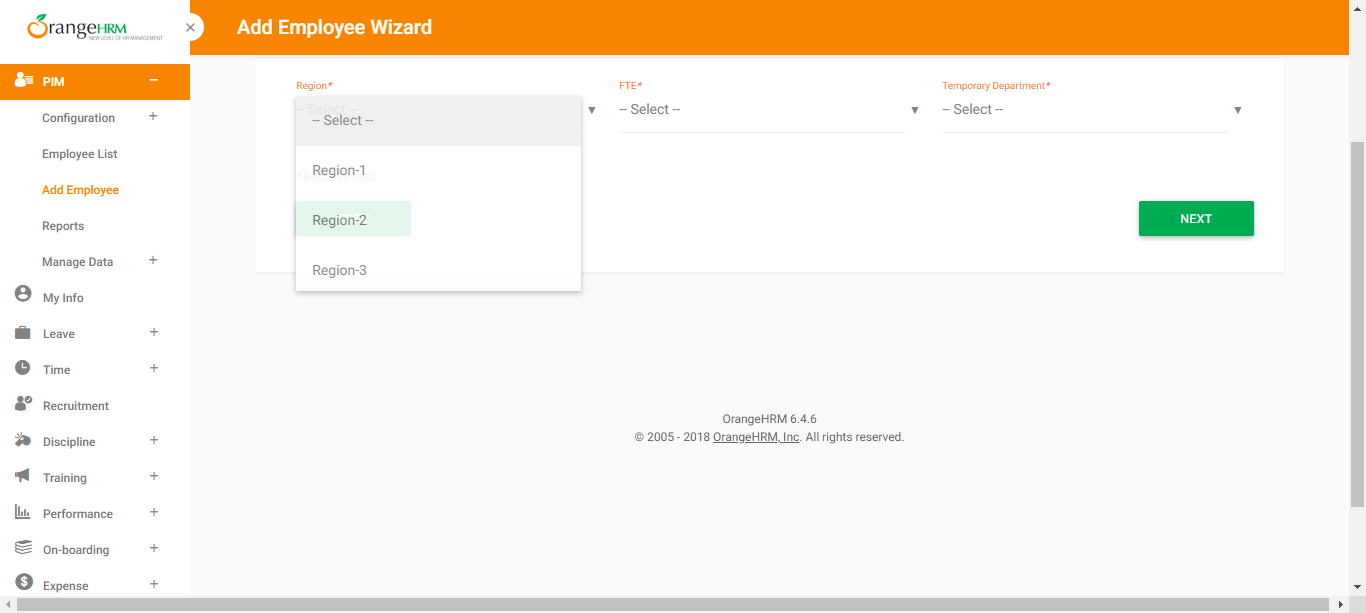 OrangeHRM
NEW LEVEL OF HR MANAGEMENT
Add Employee Wizard
PIM
Configuration
Employee List
Add Employee
Reports
Manage Data
My Info
Leave
Time
Recruitment
Discipline
Training
Performance
On-boarding
Expense
Region*
-- Select --
-- Select --
Region-1
Region-2
Region-3
FTE*
-- Select --
Temporary Department*
-- Select --
NEXT
OrangeHRM 6.4.6
© 2005 - 2018 OrangeHRM, Inc. All rights reserved.